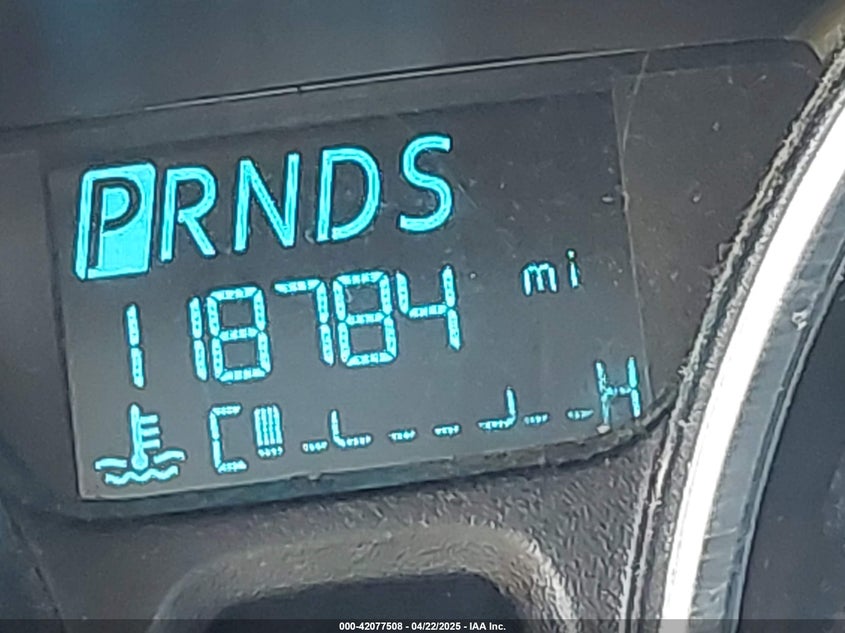 PRNDS
118784 mi
C H
000-42077508 - 04/22/2025 - IAA Inc.